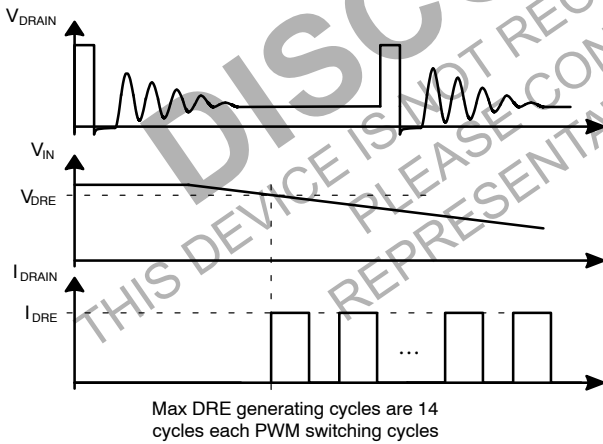 VDRAIN
VIN
VDRE
IDRAIN
IDRE
...
Max DRE generating cycles are 14
cycles each PWM switching cycles
DISCO
THIS DEVICE IS NOT REC
PLEASE CON
REPRESENTA